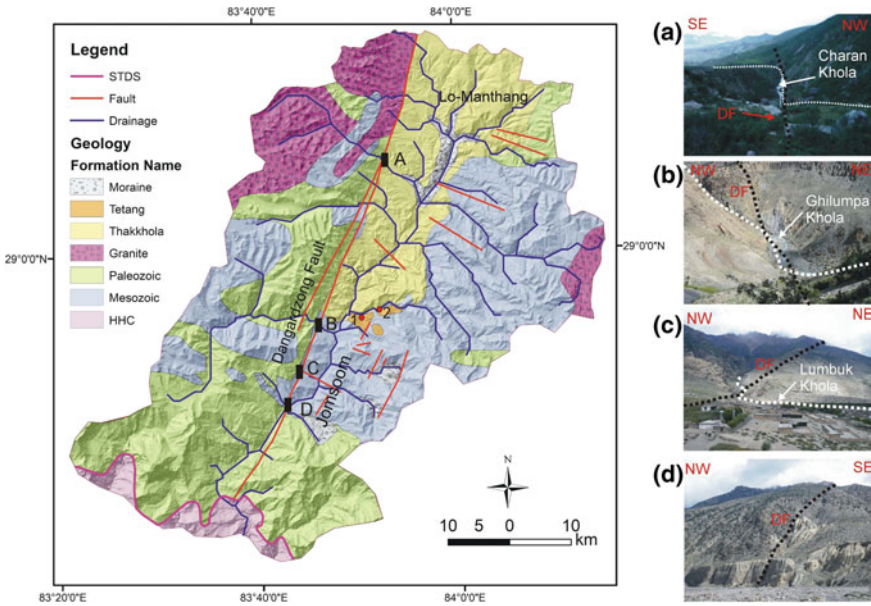 83°40'0"E
84°0'0"E
Legend
STDS
Fault
Drainage
Geology
Formation Name
Moraine
Tetang
Thakkhola
Granite
Paleozoic
Mesozoic
HHC
29°0'0"N
29°0'0"N
Lo-Manthang
A
Dangardzong Fault
B
1
2
C
Jomsoom
D
N
10 5 0 10
km
83°20'0"E
83°40'0"E
84°0'0"E
(a)
SE
NW
Charan
Khola
DF
(b)
NW
DF
Ghilumpa
Khola
(c)
NW
NE
DF
Lumbuk
Khola
(d)
NW
SE
DF